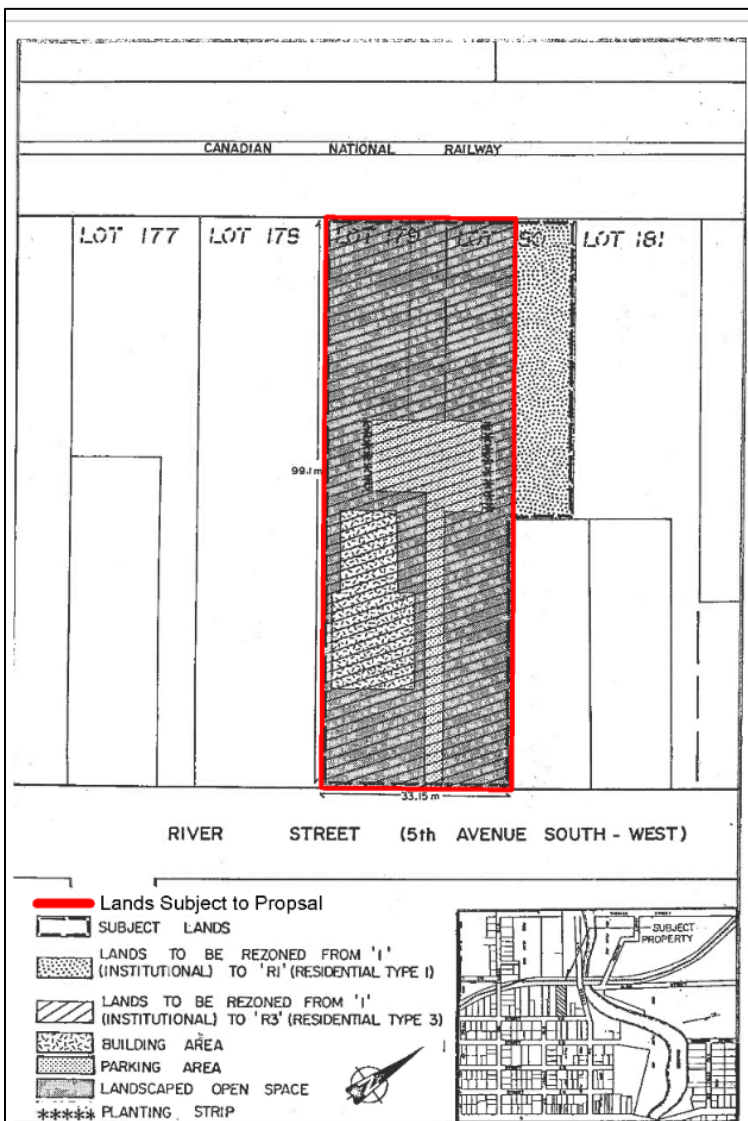 CANADIAN NATIONAL RAILWAY
LOT 177 LOT 178 LOT 179 LOT 180 LOT 181
99.1m
33.15 m
RIVER STREET (5th AVENUE SOUTH - WEST)
Lands Subject to Propsal
SUBJECT LANDS
LANDS TO BE REZONED FROM 'I'
(INSTITUTIONAL) TO 'R1' (RESIDENTIAL TYPE 1)
LANDS TO BE REZONED FROM 'I'
(INSTITUTIONAL) TO 'R3' (RESIDENTIAL TYPE 3)
BUILDING AREA
PARKING AREA
LANDSCAPED OPEN SPACE
PLANTING STRIP
THOMAS STREET
SUBJECT
PROPERTY